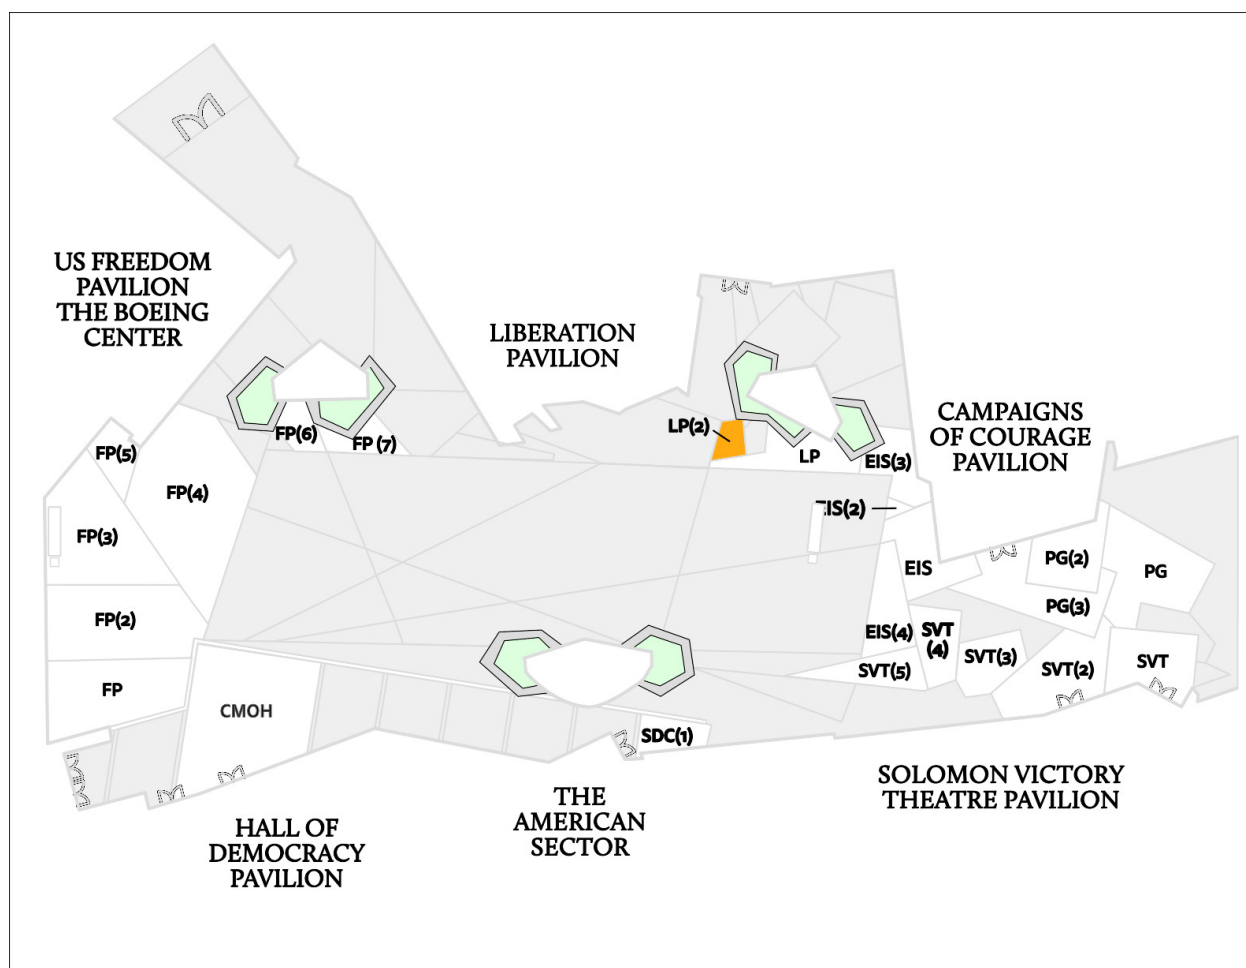 US FREEDOM
PAVILION
THE BOEING
CENTER
LIBERATION
PAVILION
CAMPAIGNS
OF COURAGE
PAVILION
FP(6)
FP (7)
LP(2)
LP
EIS(3)
FP(5)
FP(4)
EIS(2)
FP(3)
EIS
PG(2)
PG
PG(3)
FP(2)
EIS(4)
SVT
(4)
SVT(3)
SVT(5)
SVT(2)
SVT
FP
CMOH
SDC(1)
SOLOMON VICTORY
THEATRE PAVILION
THE
AMERICAN
SECTOR
HALL OF
DEMOCRACY
PAVILION